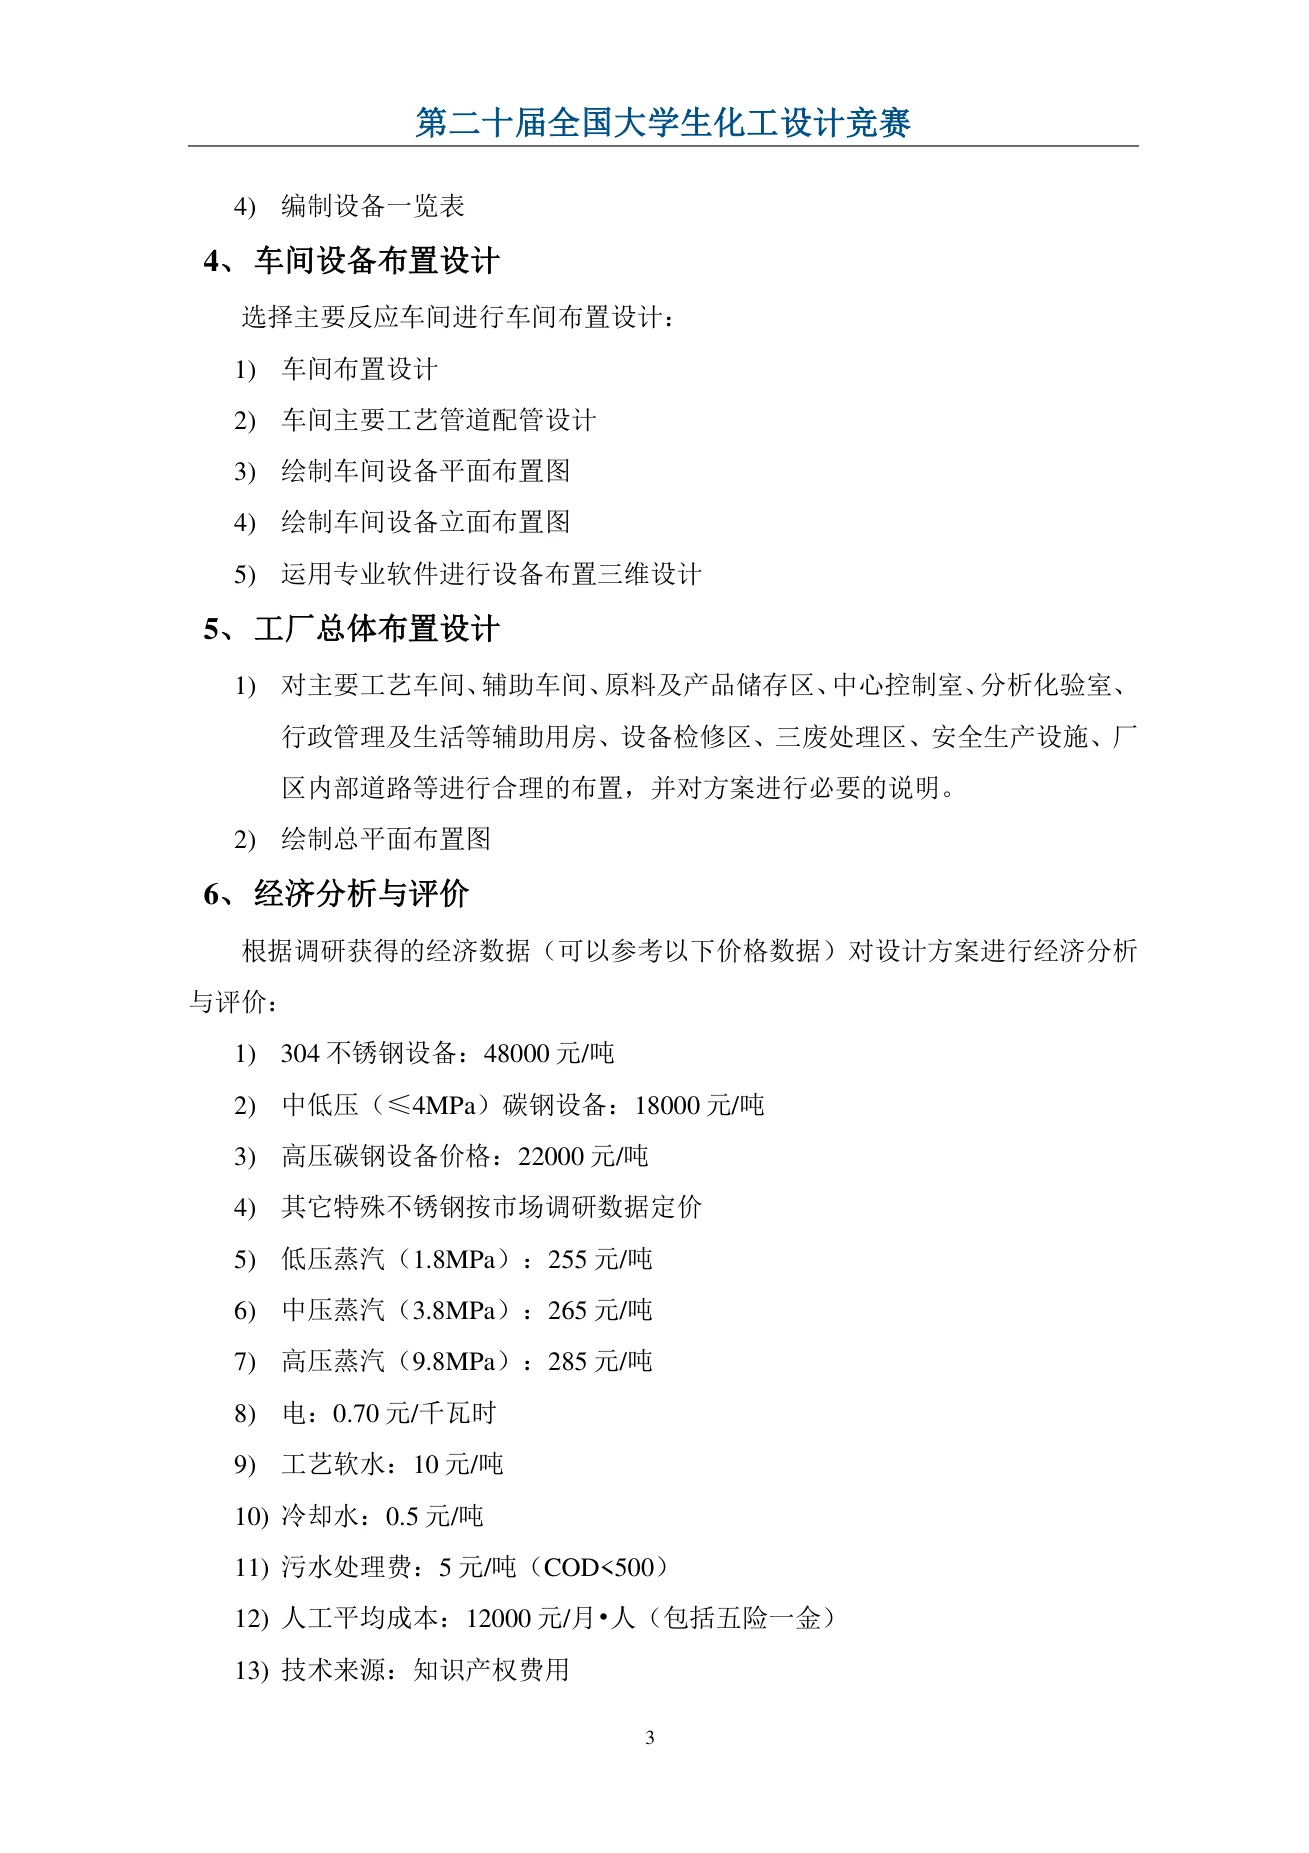 第二十届全国大学生化工设计竞赛
4) 编制设备一览表
4、车间设备布置设计
选择主要反应车间进行车间布置设计：
1) 车间布置设计
2) 车间主要工艺管道配管设计
3) 绘制车间设备平面布置图
4) 绘制车间设备立面布置图
5) 运用专业软件进行设备布置三维设计
5、工厂总体布置设计
1) 对主要工艺车间、辅助车间、原料及产品储存区、中心控制室、分析化验室、
行政管理及生活等辅助用房、设备检修区、三废处理区、安全生产设施、厂
区内部道路等进行合理的布置，并对方案进行必要的说明。
2) 绘制总平面布置图
6、经济分析与评价
根据调研获得的经济数据（可以参考以下价格数据）对设计方案进行经济分析
与评价：
1) 304 不锈钢设备：48000 元/吨
2) 中低压（≤4MPa）碳钢设备：18000 元/吨
3) 高压碳钢设备价格：22000 元/吨
4) 其它特殊不锈钢按市场调研数据定价
5) 低压蒸汽（1.8MPa）：255 元/吨
6) 中压蒸汽（3.8MPa）：265 元/吨
7) 高压蒸汽（9.8MPa）：285 元/吨
8) 电：0.70 元/千瓦时
9) 工艺软水：10 元/吨
10) 冷却水：0.5 元/吨
11) 污水处理费：5 元/吨（COD<500）
12) 人工平均成本：12000 元/月•人（包括五险一金）
13) 技术来源：知识产权费用
3